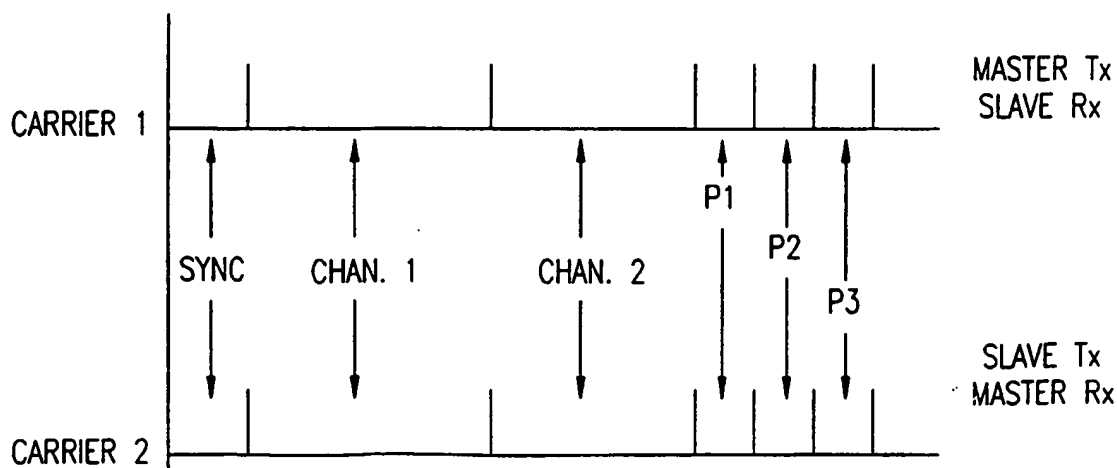 MASTER Tx
SLAVE Rx
CARRIER 1
P1
P2
SYNC
CHAN. 1
CHAN. 2
P3
SLAVE Tx
MASTER Rx
CARRIER 2